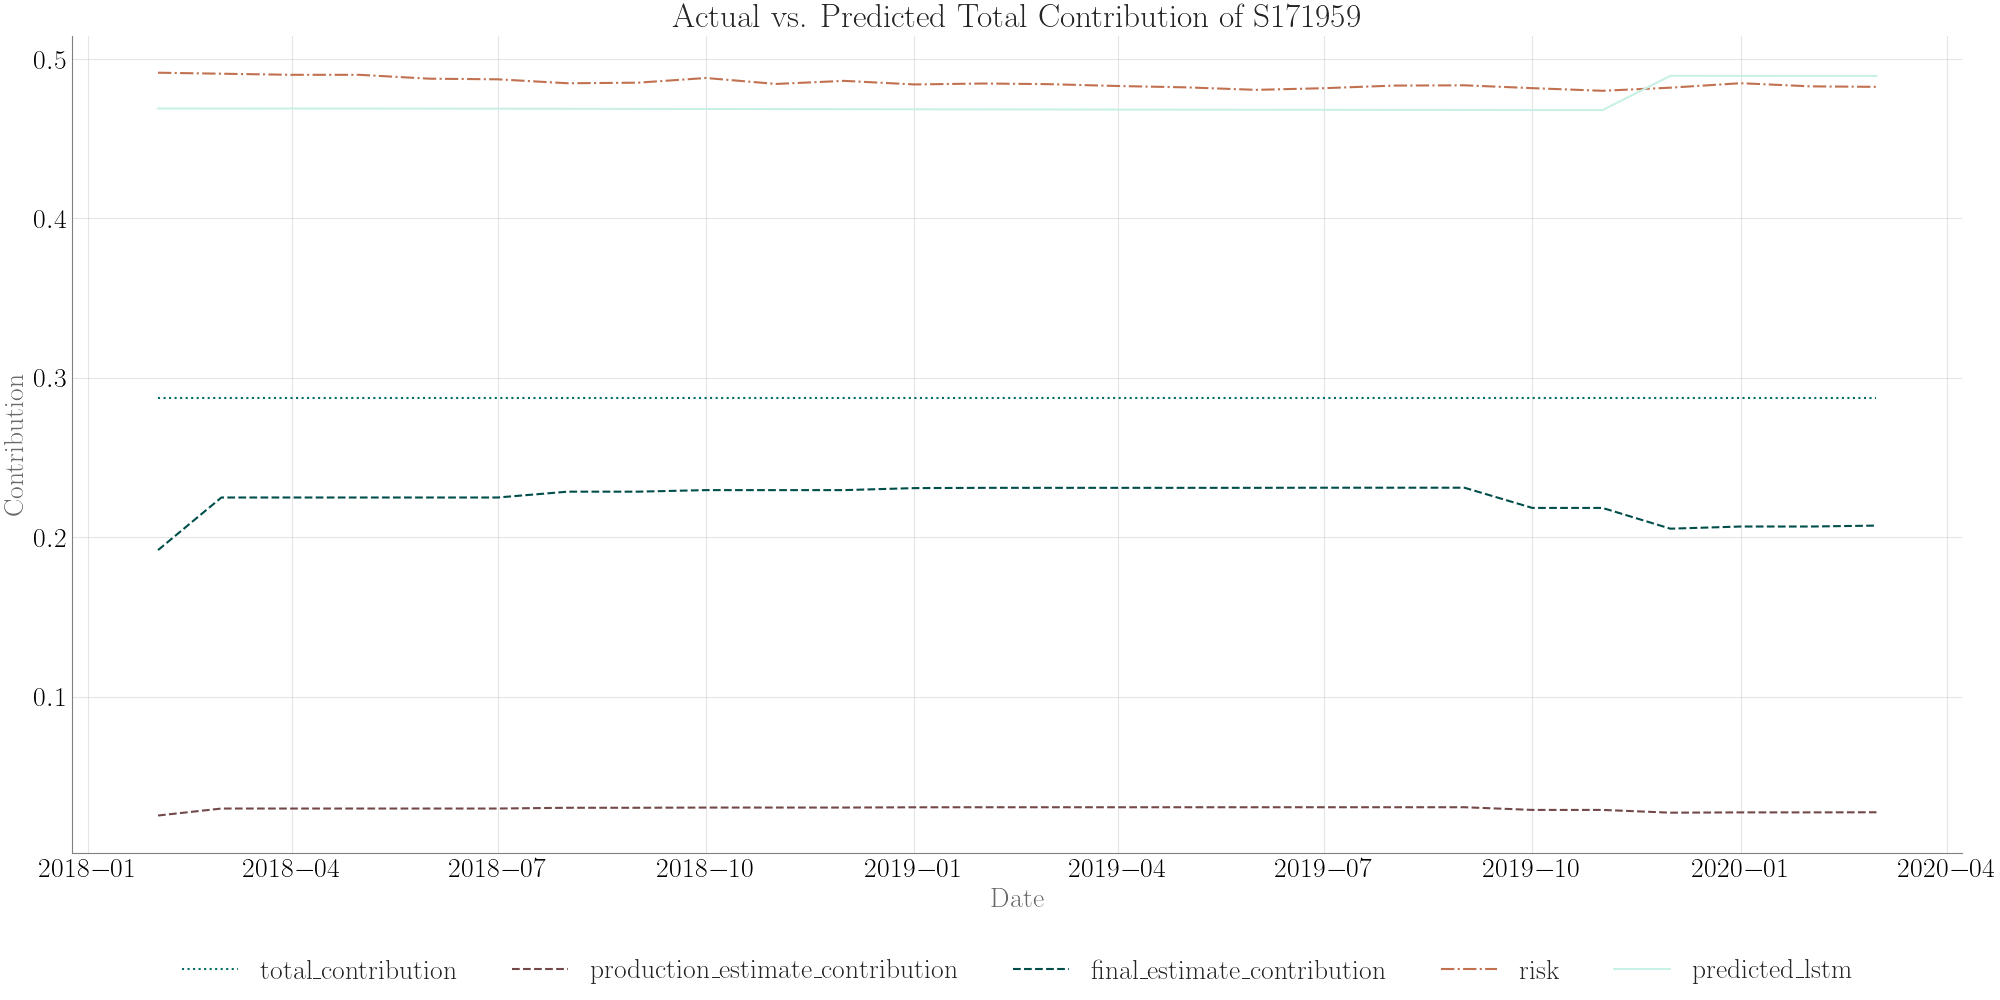 Actual vs. Predicted Total Contribution of S171959
0.5
0.4
0.3
0.2
0.1
Contribution
2018−01 2018−04 2018−07 2018−10 2019−01 2019−04 2019−07 2019−10 2020−01 2020−04
Date
total_contribution production_estimate_contribution final_estimate_contribution risk predicted_lstm